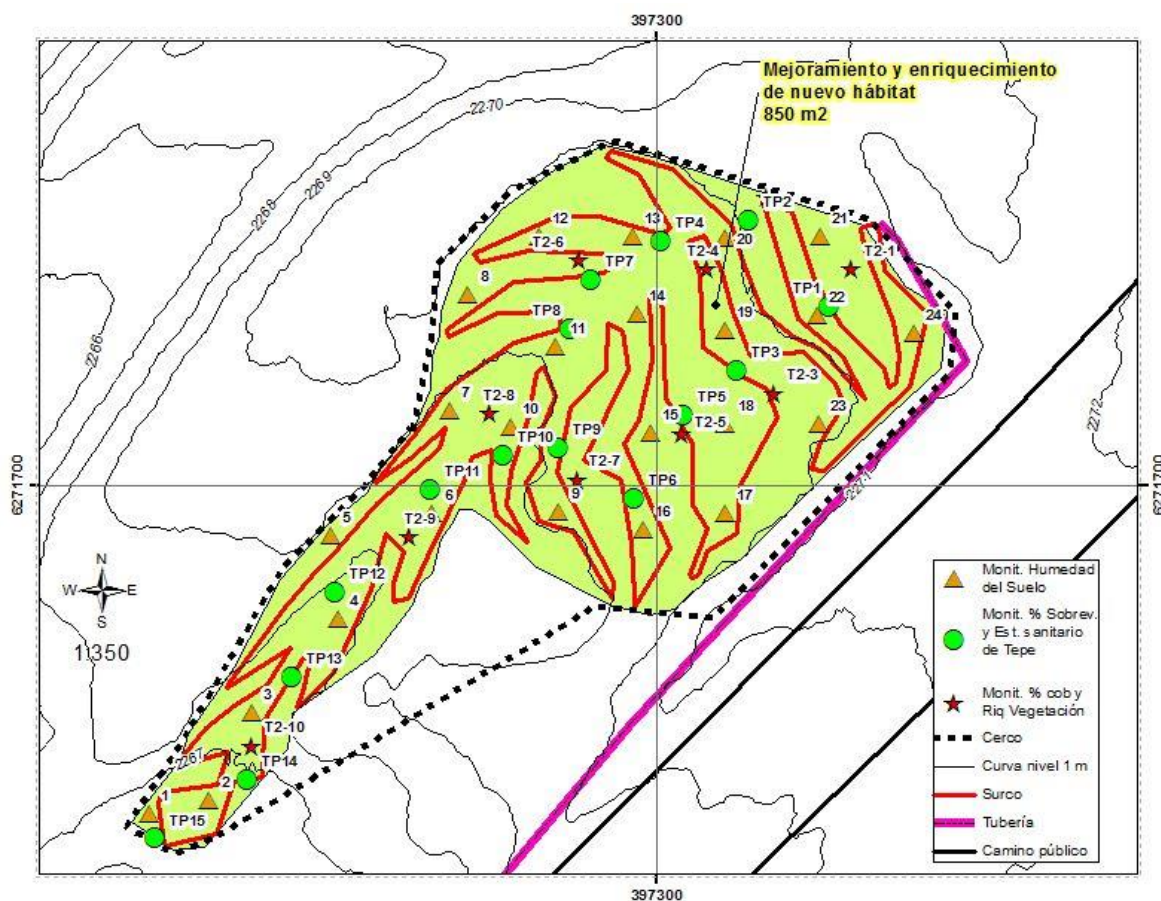 397300
Mejoramiento y enriquecimiento
de nuevo hábitat
850 m2
2270
2269
2268
2266
2272
2271
2267
6271700
6271700
12
13
TP4
TP2
21
T2-6
T2-4
20
T2-1
TP7
8
14
TP1
22
TP8
11
19
24
TP3
7
T2-8
T2-3
10
TP5
15
18
23
TP10
TP9
T2-5
TP11
T2-7
6
9
TP6
17
5
T2-9
16
TP12
4
TP13
3
T2-10
TP14
2
1
TP15
N
W
E
S
1:350
Monit. Humedad
del Suelo
Monit. % Sobrev.
y Est. sanitario
de Tepe
Monit. % cob y
Riq Vegetación
Cerco
Curva nivel 1 m
Surco
Tubería
Camino público
397300